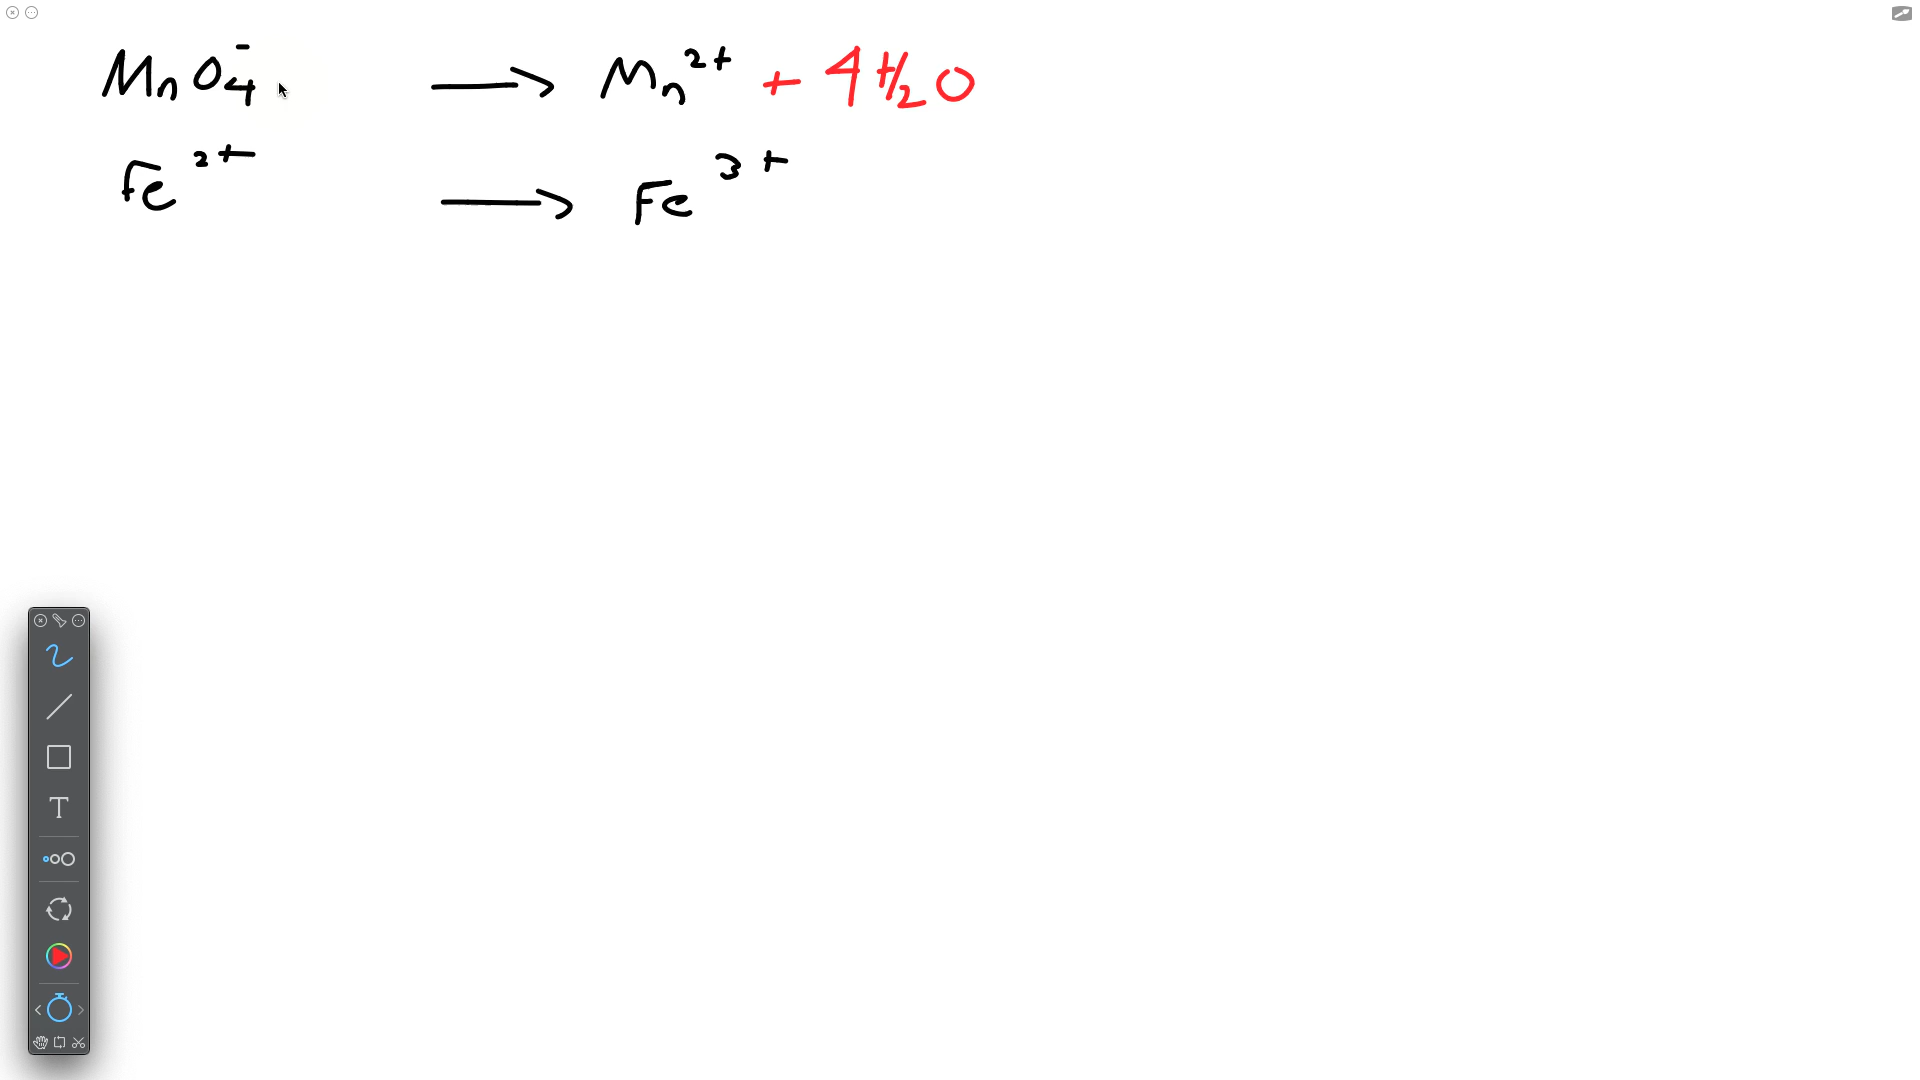 MnO₄⁻ → Mn²⁺ + 4H₂O
Fe²⁺ → Fe³⁺
T